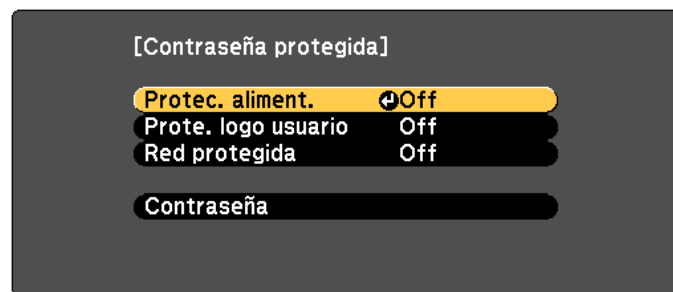 [Contraseña protegida]
Protec. aliment. Off
Prote. logo usuario Off
Red protegida Off
Contraseña